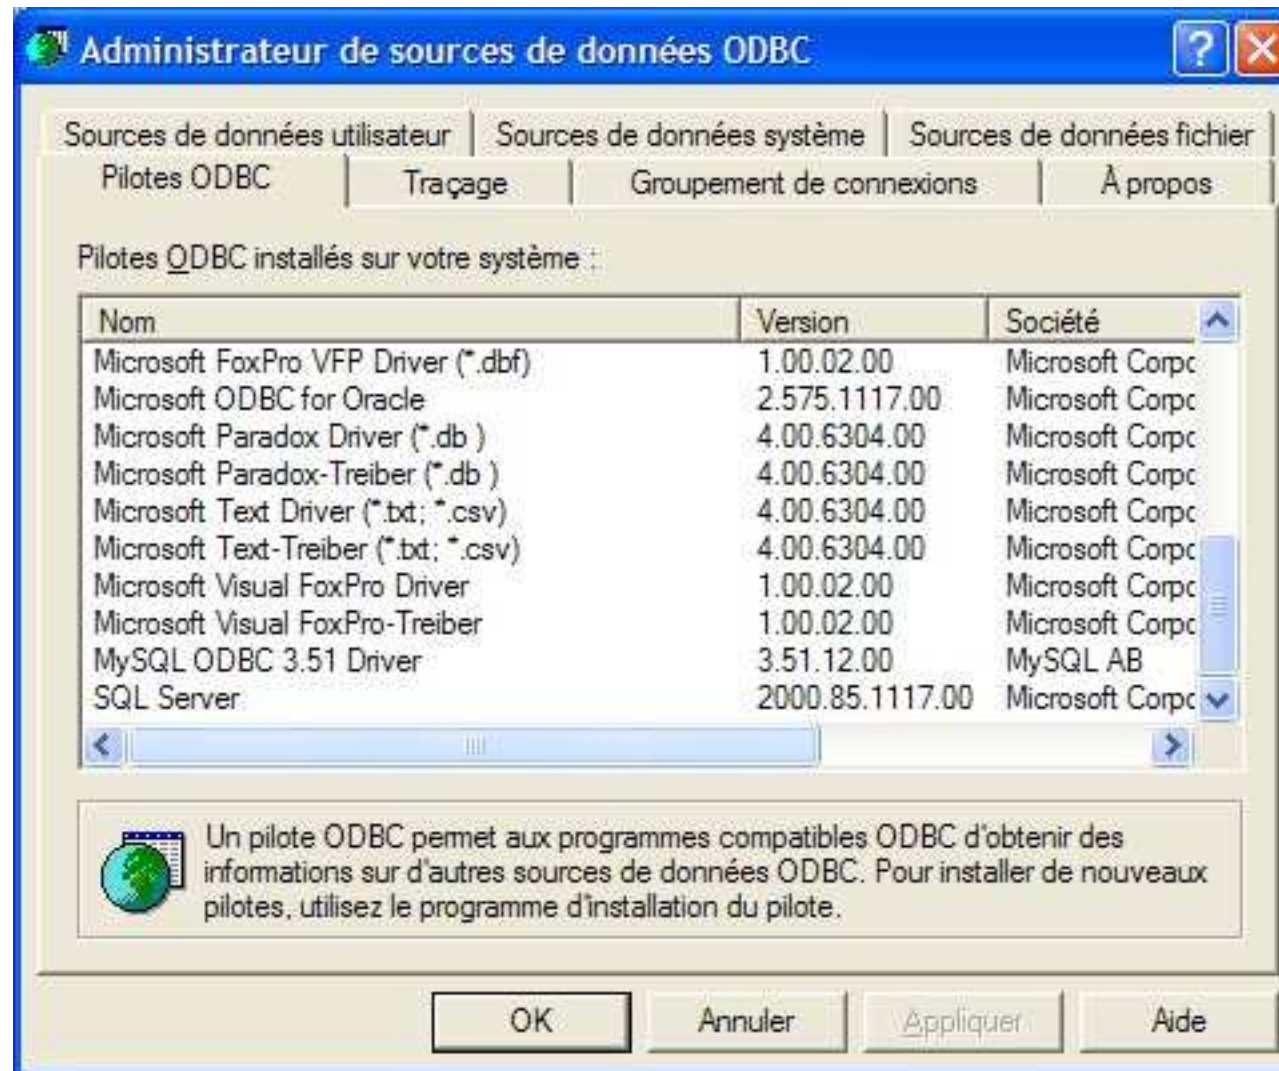 Administrateur de sources de données ODBC
Sources de données utilisateur Sources de données système Sources de données fichier
Pilotes ODBC Traçage Groupement de connexions À propos
Pilotes ODBC installés sur votre système :
Nom Version Société
Microsoft FoxPro VFP Driver (*.dbf) 1.00.02.00 Microsoft Corpc
Microsoft ODBC for Oracle 2.575.1117.00 Microsoft Corpc
Microsoft Paradox Driver (*.db ) 4.00.6304.00 Microsoft Corpc
Microsoft Paradox-Treiber (*.db ) 4.00.6304.00 Microsoft Corpc
Microsoft Text Driver (*.txt; *.csv) 4.00.6304.00 Microsoft Corpc
Microsoft Text-Treiber (*.txt; *.csv) 4.00.6304.00 Microsoft Corpc
Microsoft Visual FoxPro Driver 1.00.02.00 Microsoft Corpc
Microsoft Visual FoxPro-Treiber 1.00.02.00 Microsoft Corpc
MySQL ODBC 3.51 Driver 3.51.12.00 MySQL AB
SQL Server 2000.85.1117.00 Microsoft Corpc
Un pilote ODBC permet aux programmes compatibles ODBC d'obtenir des
informations sur d'autres sources de données ODBC. Pour installer de nouveaux
pilotes, utilisez le programme d'installation du pilote.
OK Annuler Appliquer Aide